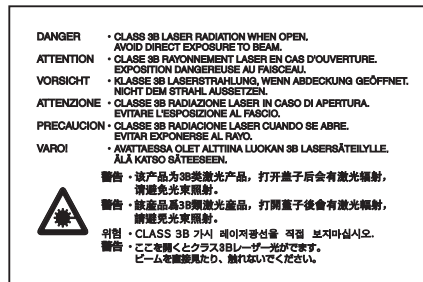 DANGER · CLASS 3B LASER RADIATION WHEN OPEN.
AVOID DIRECT EXPOSURE TO BEAM.
ATTENTION · CLASE 3B RAYONNEMENT LASER EN CAS D'OUVERTURE.
EXPOSITION DANGEREUSE AU FAISCEAU.
VORSICHT · KLASSE 3B LASERSTRAHLUNG, WENN ABDECKUNG GEÖFFNET.
NICHT DEM STRAHL AUSSETZEN.
ATTENZIONE · CLASSE 3B RADIAZIONE LASER IN CASO DI APERTURA.
EVITARE L'ESPOSIZIONE AL FASCIO.
PRECAUCION · CLASSE 3B RADIACIONE LASER CUANDO SE ABRE.
EVITAR EXPONERSE AL RAYO.
VARO! · AVATTAESSA OLET ALTTIINA LUOKAN 3B LASERSÄTEILYLLE.
ÄLÄ KATSO SÄTEESEEN.
警告 · 该产品为3B类激光产品，打开盖子后会有激光辐射，
请避免光束照射。
警告 · 該産品爲3B類激光産品，打開蓋子後會有激光輻射，
請避免光束照射。
위험 · CLASS 3B 가시 레이저광선을 직접 보지마십시오.
警告 · ここを開くとクラス3Bレーザー光がでます。
ビームを直接見たり、触れないでください。